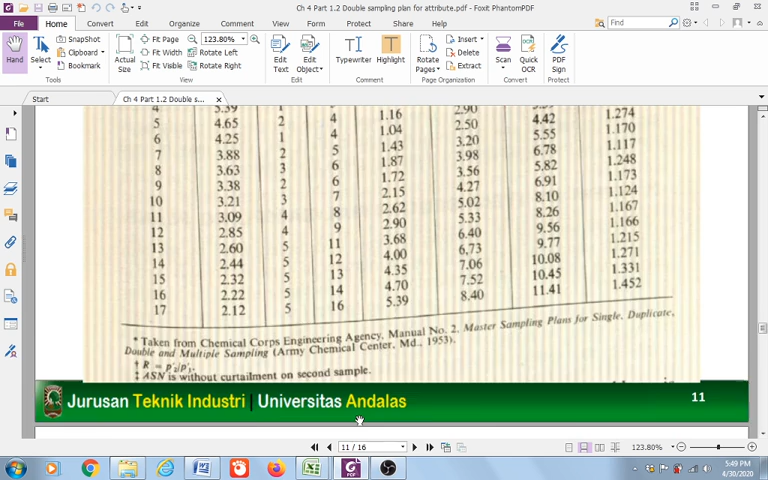 Ch 4 Part 1.2 Double sampling plan for attribute.pdf - Foxit PhantomPDF
File Home Edit Comment View Form Protect Share Help Extras Find
Hand Select SnapShot Clipboard Bookmark Actual Size Fit Page Fit Width Fit Visible 123.80% Rotate Left Rotate Right Edit Text Edit Object Typewriter Highlight Rotate Pages Insert Delete Extract Scan Quick OCR PDF Sign
Tools View Edit Comment Page Organization Convert Protect
Start Ch 4 Part 1.2 Double s...
4 5.39 1 4 1.16 2.90 1.274
5 4.65 2 4 1.04 2.50 4.42 1.170
6 4.25 1 5 1.43 3.20 5.55 1.117
7 3.88 2 6 1.87 3.98 6.78 1.248
8 3.63 3 6 1.72 3.56 5.82 1.173
9 3.38 2 7 2.15 4.27 6.91 1.124
10 3.21 3 8 2.62 5.02 8.10 1.167
11 3.09 4 9 2.90 5.33 8.26 1.166
12 2.85 4 11 3.68 6.40 9.56 1.215
13 2.60 5 12 4.00 6,73 9.77 1.271
14 2.44 5 13 4.35 7.06 10.08 1.331
15 2.32 5 14 4.70 7.52 10.45 1.452
16 2.22 5 16 5.39 8.40 11.41
17 2.12 5
* Taken from Chemical Corps Engineering Agency, Manual No. 2. Master Sampling Plans for Single, Duplicate,
Double and Multiple Sampling (Army Chemical Center, Md., 1953).
† R = p'₂/p'₁.
‡ ASN is without curtailment on second sample.
Jurusan Teknik Industri | Universitas Andalas 11
11 / 16 123.80%
5:49 PM
4/30/2020